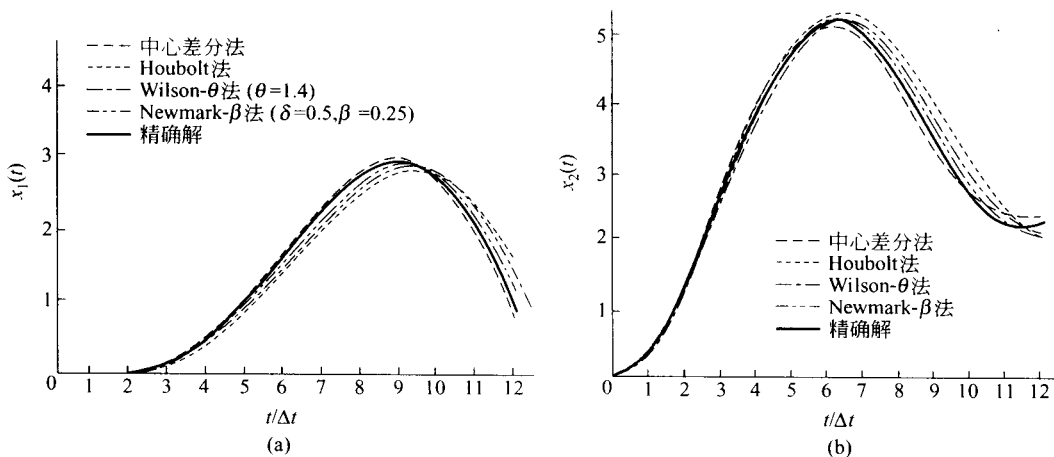 中心差分法
Houbolt法
Wilson-θ法 (θ=1.4)
Newmark-β法 (δ=0.5,β=0.25)
精确解
x₁(t)
4
3
2
1
0
1 2 3 4 5 6 7 8 9 10 11 12
t/Δt
(a)
x₂(t)
5
4
3
2
1
中心差分法
Houbolt法
Wilson-θ法
Newmark-β法
精确解
0 1 2 3 4 5 6 7 8 9 10 11 12
t/Δt
(b)